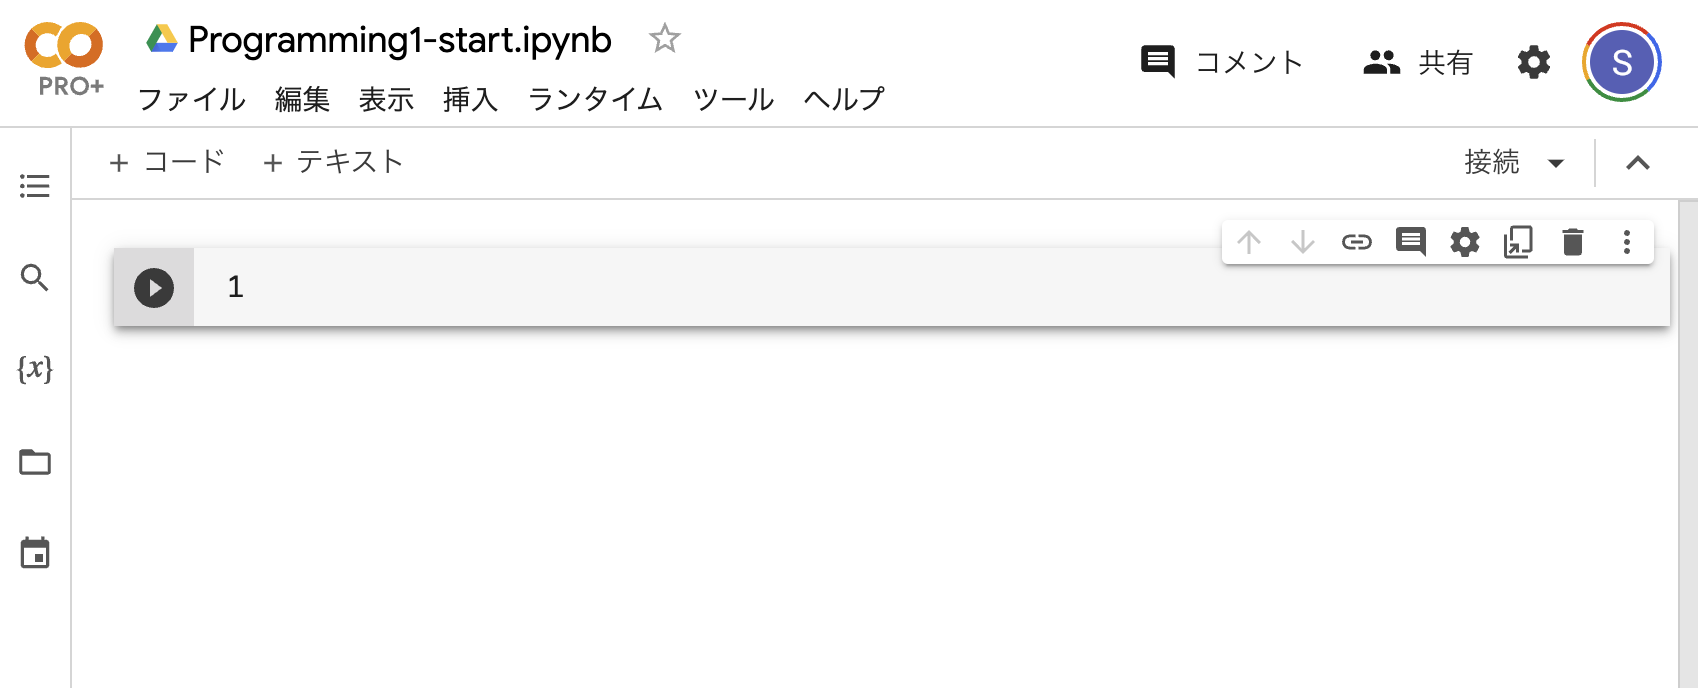 Programming1-start.ipynb
PRO+
ファイル 編集 表示 挿入 ランタイム ツール ヘルプ
コメント 共有 S
+ コード + テキスト 接続
{x}
1